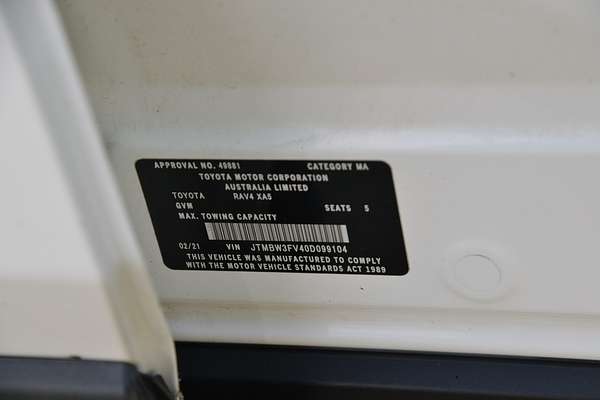 APPROVAL NO. 49881 CATEGORY MA
TOYOTA MOTOR CORPORATION
AUSTRALIA LIMITED
TOYOTA RAV4 XA5
GVM SEATS 5
MAX. TOWING CAPACITY
02/21 VIN JTMBW3FV40D099104
THIS VEHICLE WAS MANUFACTURED TO COMPLY
WITH THE MOTOR VEHICLE STANDARDS ACT 1989